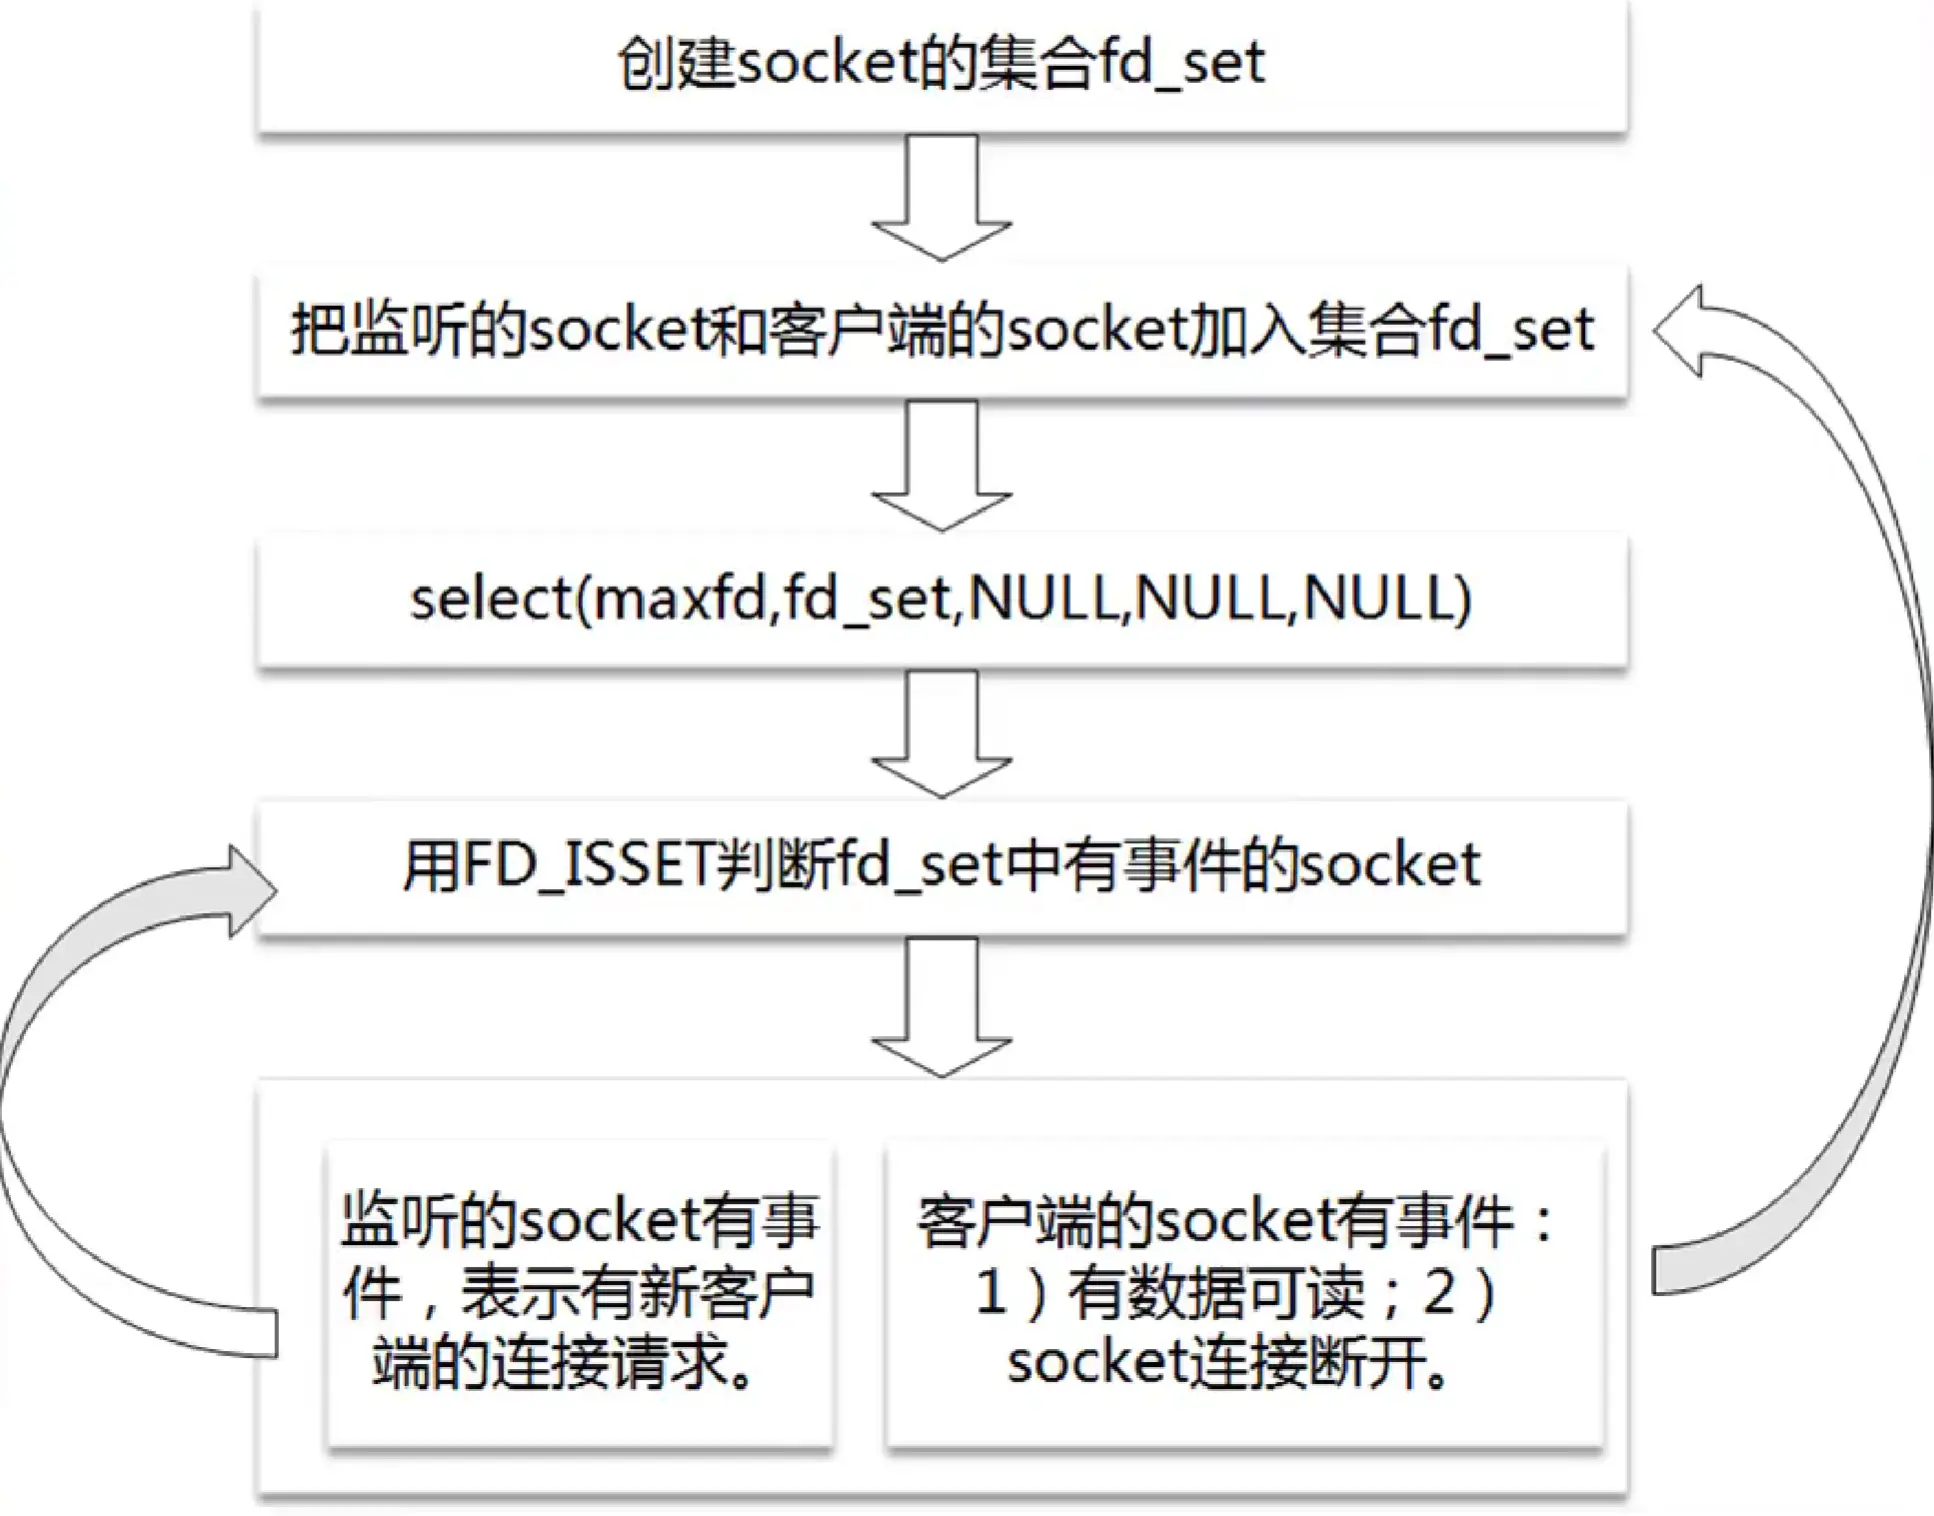 创建socket的集合fd_set
把监听的socket和客户端的socket加入集合fd_set
select(maxfd,fd_set,NULL,NULL,NULL)
用FD_ISSET判断fd_set中有事件的socket
监听的socket有事
件，表示有新客户
端的连接请求。
客户端的socket有事件：
1）有数据可读；2）
socket连接断开。